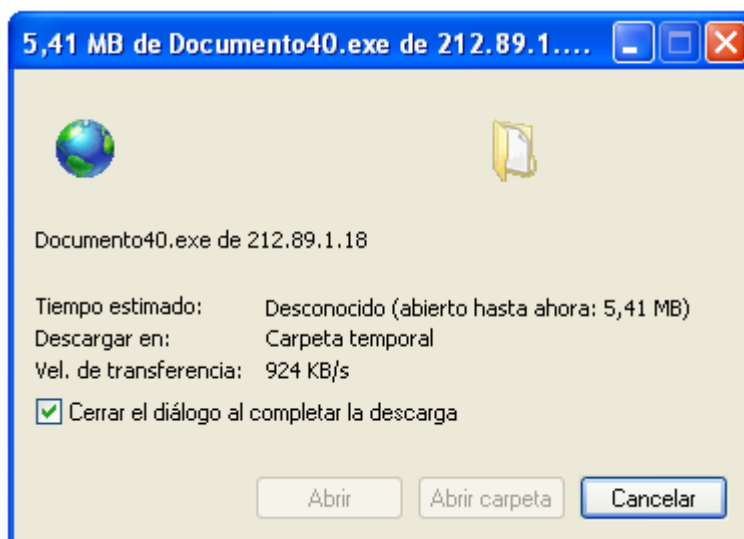 5,41 MB de Documento40.exe de 212.89.1....
Documento40.exe de 212.89.1.18
Tiempo estimado: Desconocido (abierto hasta ahora: 5,41 MB)
Descargar en: Carpeta temporal
Vel. de transferencia: 924 KB/s
Cerrar el diálogo al completar la descarga
Abrir Abrir carpeta Cancelar